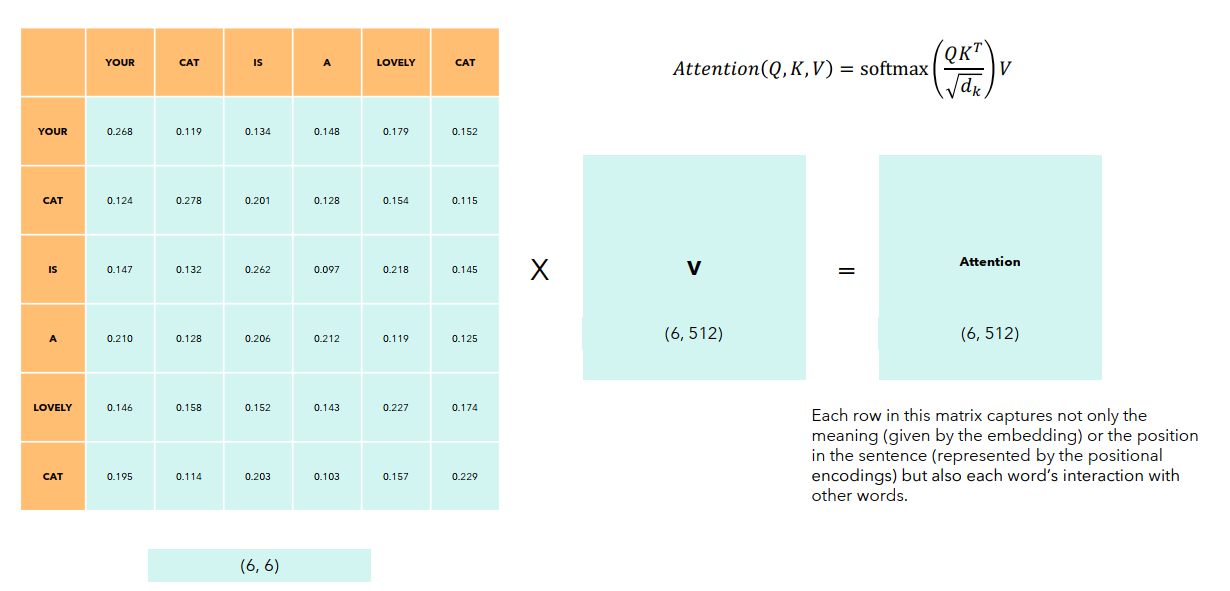 YOUR CAT IS A LOVELY CAT
YOUR 0.268 0.119 0.134 0.148 0.179 0.152
CAT 0.124 0.278 0.201 0.128 0.154 0.115
IS 0.147 0.132 0.262 0.097 0.218 0.145
A 0.210 0.128 0.206 0.212 0.119 0.125
LOVELY 0.146 0.158 0.152 0.143 0.227 0.174
CAT 0.195 0.114 0.203 0.103 0.157 0.229
(6, 6)
X
Attention(Q, K, V) = softmax(QK^T / √d_k) V
V
(6, 512)
=
Attention
(6, 512)
Each row in this matrix captures not only the
meaning (given by the embedding) or the position
in the sentence (represented by the positional
encodings) but also each word’s interaction with
other words.